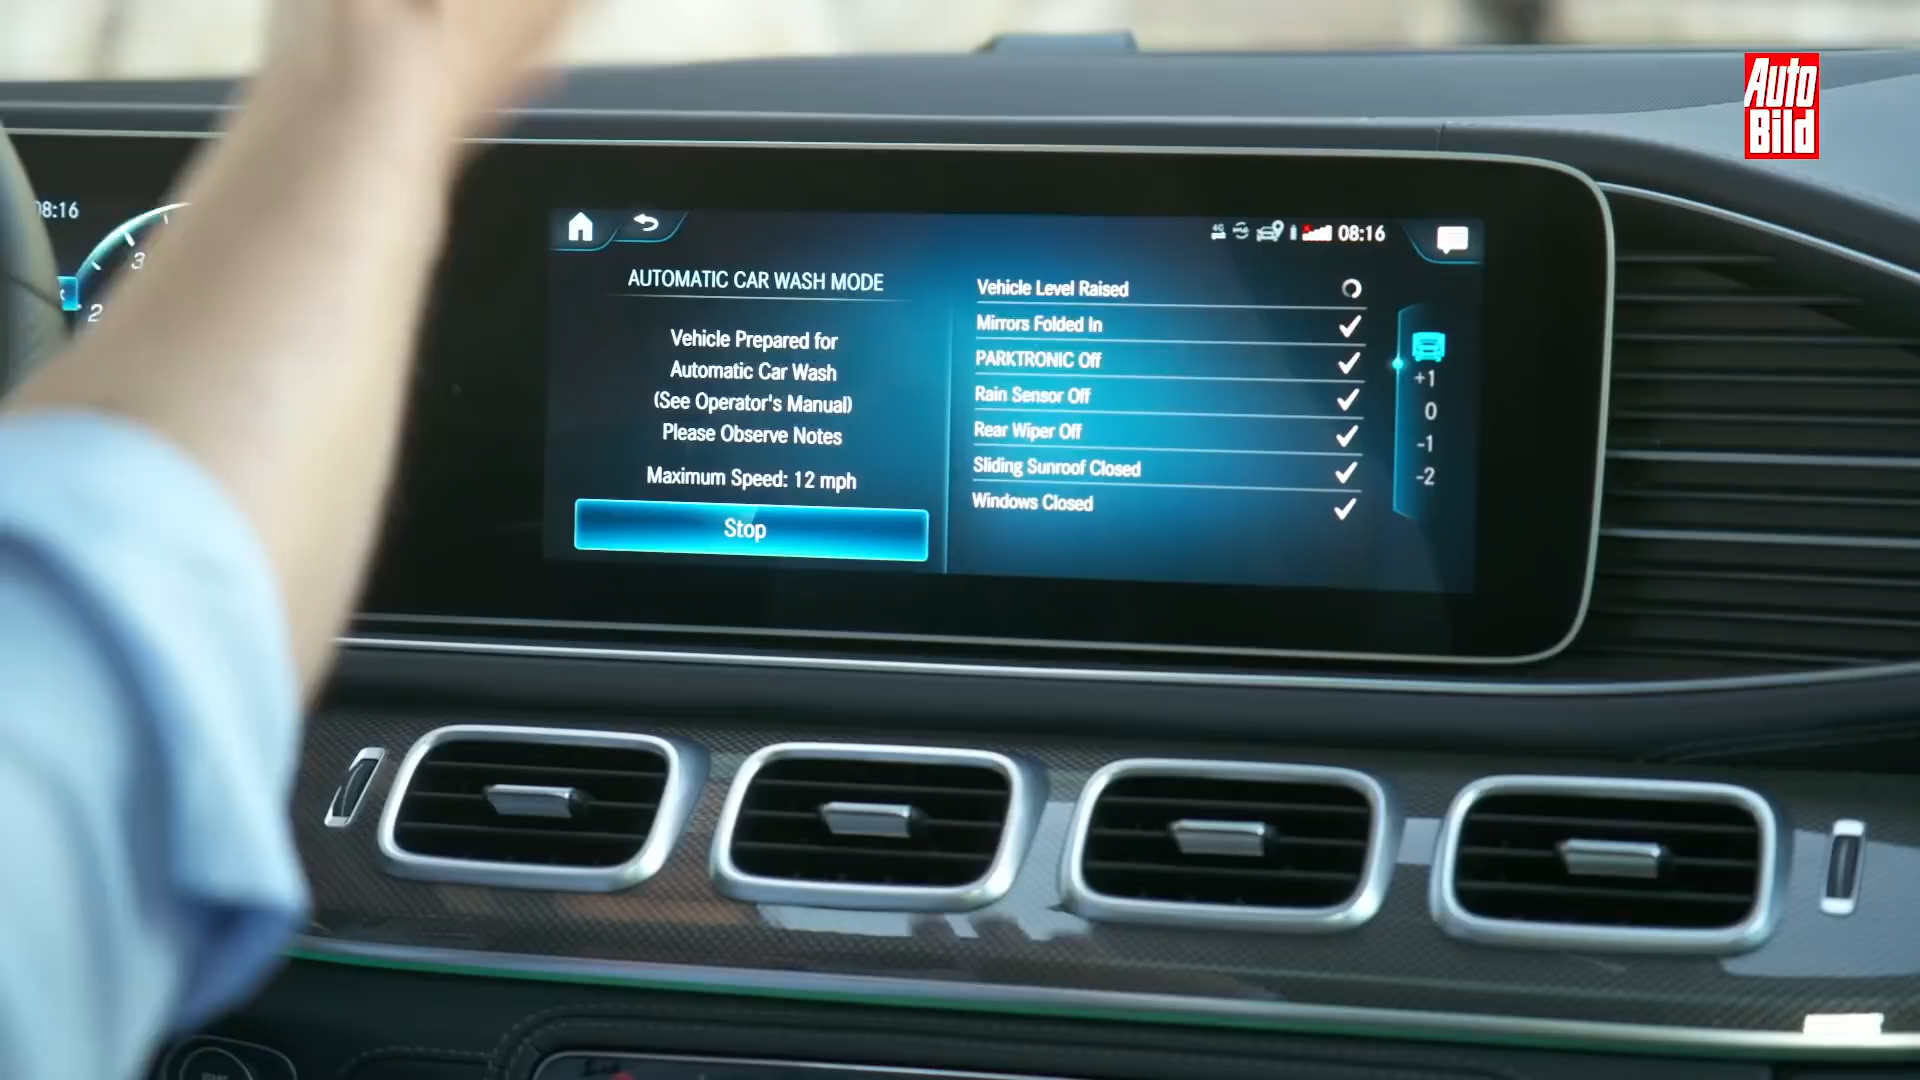 Auto
Bild
08:16
3
2
4G
08:16
AUTOMATIC CAR WASH MODE
Vehicle Prepared for
Automatic Car Wash
(See Operator's Manual)
Please Observe Notes
Maximum Speed: 12 mph
Stop
Vehicle Level Raised
Mirrors Folded In
PARKTRONIC Off
Rain Sensor Off
Rear Wiper Off
Sliding Sunroof Closed
Windows Closed
+1
0
-1
-2